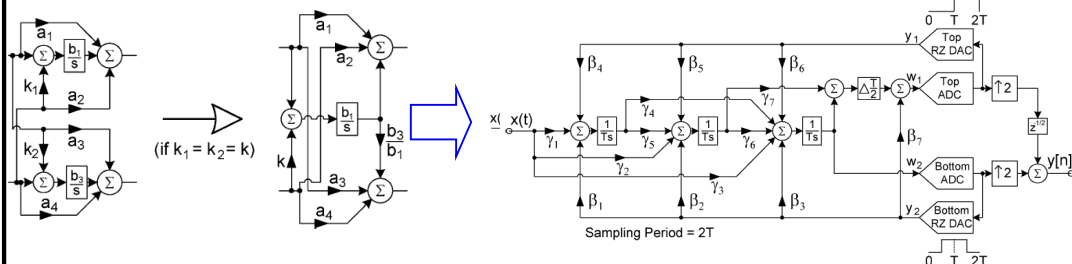 a₁
Σ
b₁/s
Σ
k₁
a₂
k₂
a₃
Σ
b₃/s
Σ
a₄
(if k₁ = k₂ = k)
a₁
a₂
Σ
Σ
b₁/s
b₃/b₁
k
a₃
a₄
Σ
0 T 2T
y₁
Top RZ DAC
β₄
β₅
β₆
γ₇
Σ
Δ T/2
Σ
w₁
Top ADC
↑2
γ₄
x( x(t)
γ₁
Σ
1/Ts
γ₅
Σ
1/Ts
γ₆
Σ
1/Ts
z^{1/2}
β₇
γ₂
γ₃
w₂
Bottom ADC
↑2
Σ
y[n]
β₁
β₂
β₃
y₂
Bottom RZ DAC
Sampling Period = 2T
0 T 2T